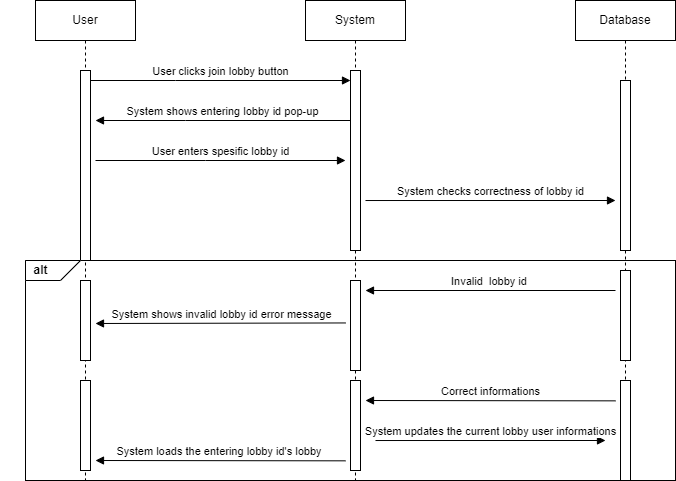 User
System
Database
User clicks join lobby button
System shows entering lobby id pop-up
User enters spesific lobby id
System checks correctness of lobby id
alt
Invalid  lobby id
System shows invalid lobby id error message
Correct informations
System updates the current lobby user informations
System loads the entering lobby id's lobby